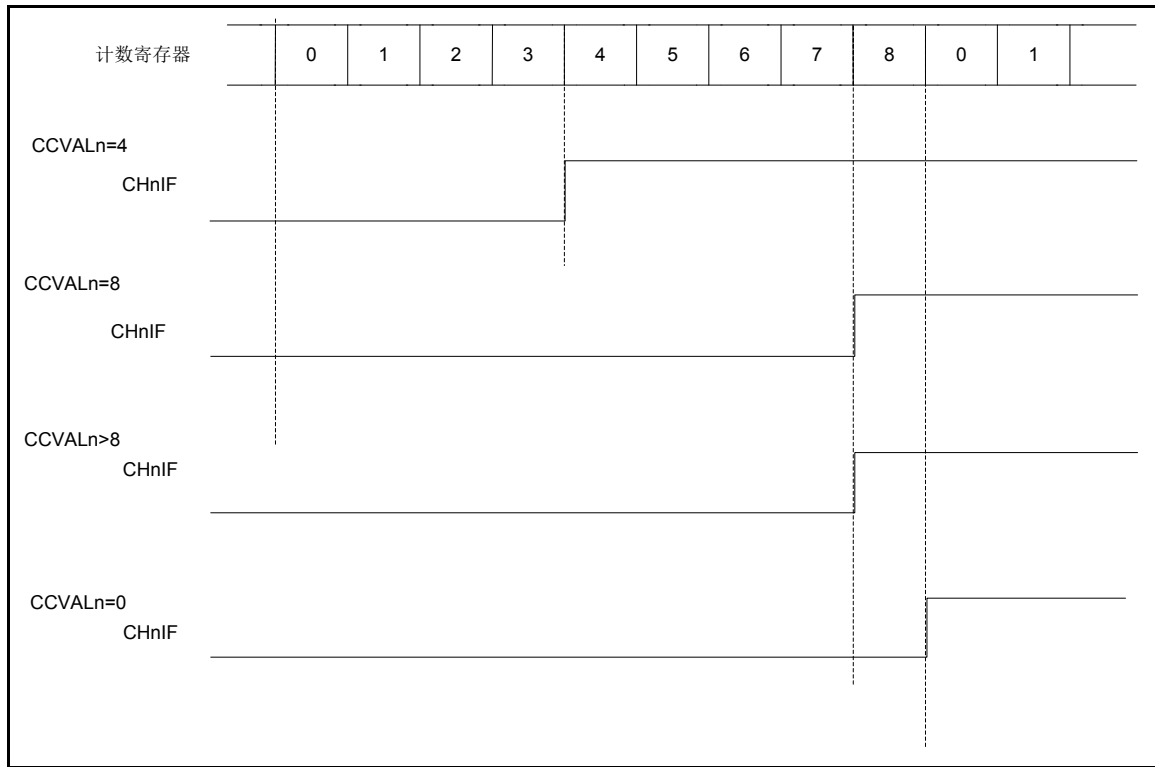 计数寄存器 0 1 2 3 4 5 6 7 8 0 1
CCVALn=4
CHnIF
CCVALn=8
CHnIF
CCVALn>8
CHnIF
CCVALn=0
CHnIF